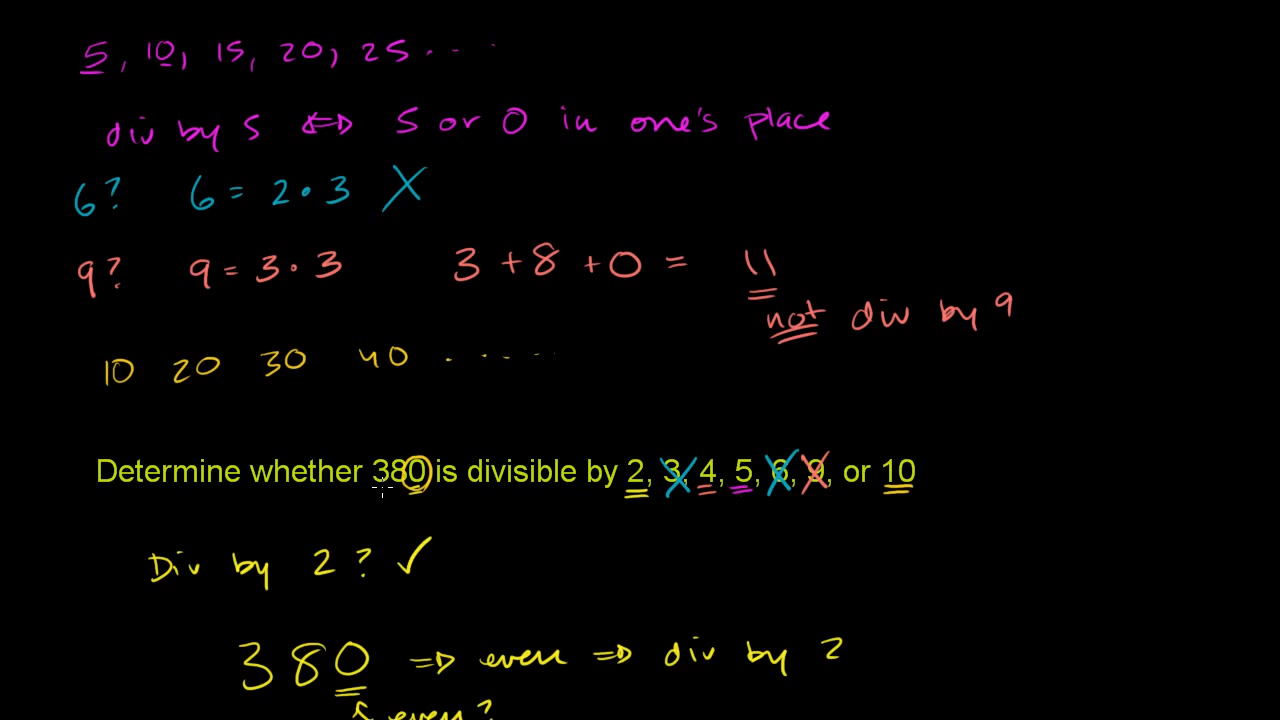 5, 10, 15, 20, 25 . . .
div by 5 ⇔ 5 or 0 in one's place
6? 6 = 2 · 3 X
9? 9 = 3 · 3 3 + 8 + 0 = 11
not div by 9
10 20 30 40 . . . . .
Determine whether 380 is divisible by 2, 3, 4, 5, 6, 9, or 10
Div by 2 ? ✓
380 ⇒ even ⇒ div by 2
even?